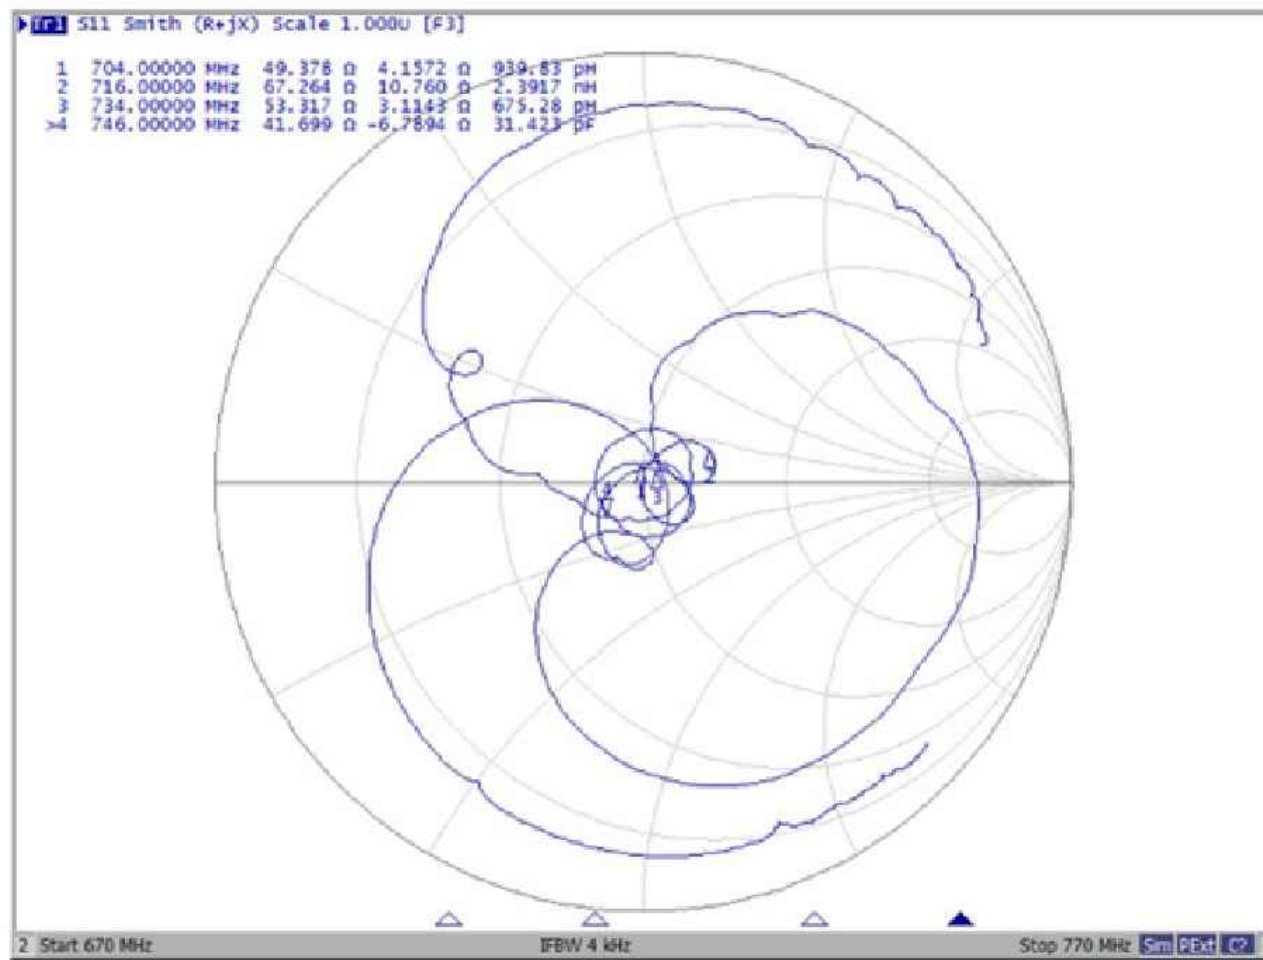 Tr1 S11 Smith (R+jX) Scale 1.000U [F3]
1 704.00000 MHz 49.378 Ω 4.1572 Ω 939.83 pH
2 716.00000 MHz 67.264 Ω 10.760 Ω 2.3917 nH
3 734.00000 MHz 53.317 Ω 3.1143 Ω 675.28 pH
>4 746.00000 MHz 41.699 Ω -6.7894 Ω 31.423 pF
2
3
2 Start 670 MHz IFBW 4 kHz Stop 770 MHz Sim PExt C?